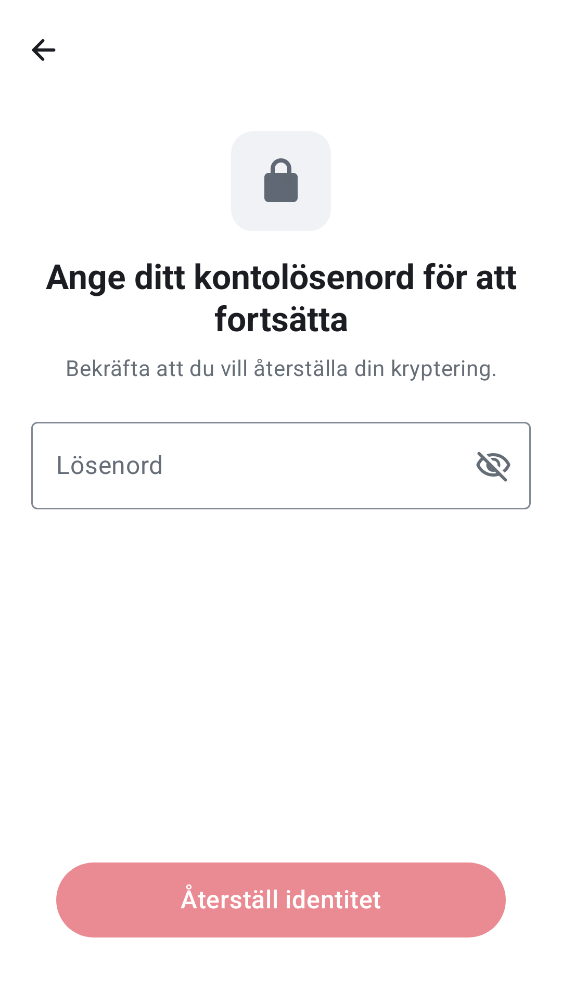 Ange ditt kontolösenord för att
fortsätta
Bekräfta att du vill återställa din kryptering.
Lösenord
Återställ identitet